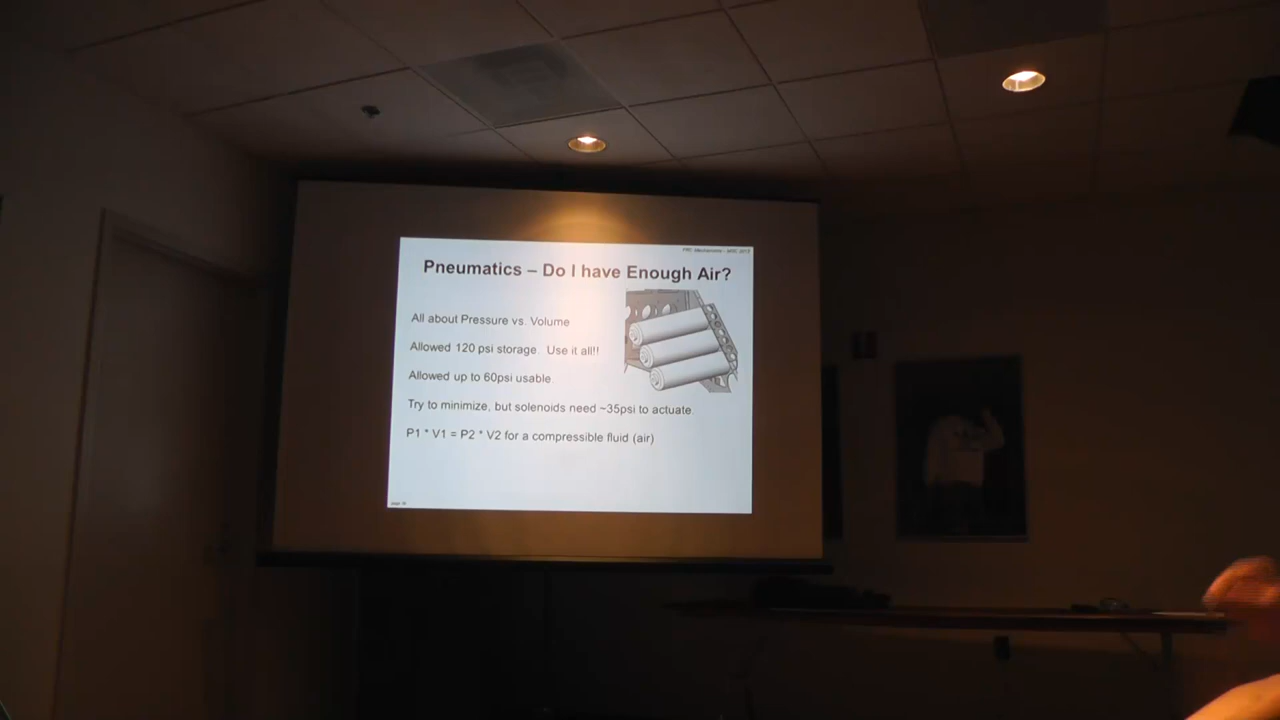 Pneumatics – Do I have Enough Air?
All about Pressure vs. Volume
Allowed 120 psi storage. Use it all!!
Allowed up to 60psi usable.
Try to minimize, but solenoids need ~35psi to actuate.
P1 * V1 = P2 * V2 for a compressible fluid (air)